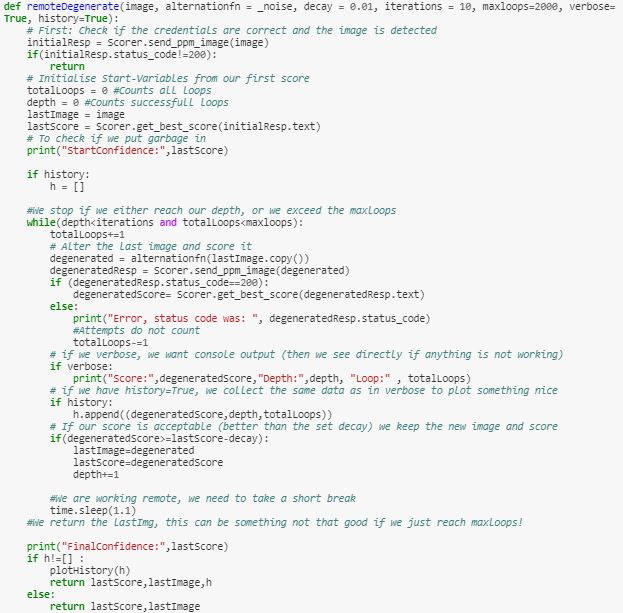 def remoteDegenerate(image, alternationfn = _noise, decay = 0.01, iterations = 10, maxloops=2000, verbose=
True, history=True):
    # First: Check if the credentials are correct and the image is detected
    initialResp = Scorer.send_ppm_image(image)
    if(initialResp.status_code!=200):
        return
    # Initialise Start-Variables from our first score
    totalLoops = 0 #Counts all loops
    depth = 0 #Counts successfull loops
    lastImage = image
    lastScore = Scorer.get_best_score(initialResp.text)
    # To check if we put garbage in
    print("StartConfidence:",lastScore)

    if history:
        h = []

    #We stop if we either reach our depth, or we exceed the maxloops
    while(depth<iterations and totalLoops<maxloops):
        totalLoops+=1
        # Alter the last image and score it
        degenerated = alternationfn(lastImage.copy())
        degeneratedResp = Scorer.send_ppm_image(degenerated)
        if (degeneratedResp.status_code==200):
            degeneratedScore= Scorer.get_best_score(degeneratedResp.text)
        else:
            print("Error, status code was: ", degeneratedResp.status_code)
            #Attempts do not count
            totalLoops-=1
        # if we verbose, we want console output (then we see directly if anything is not working)
        if verbose:
            print("Score:",degeneratedScore,"Depth:",depth, "Loop:" , totalLoops)
        # if we have history=True, we collect the same data as in verbose to plot something nice
        if history:
            h.append((degeneratedScore,depth,totalLoops))
        # If our score is acceptable (better than the set decay) we keep the new image and score
        if(degeneratedScore>=lastScore-decay):
            lastImage=degenerated
            lastScore=degeneratedScore
            depth+=1

        #We are working remote, we need to take a short break
        time.sleep(1.1)
    #We return the lastImg, this can be something not that good if we just reach maxloops!

    print("FinalConfidence:",lastScore)
    if h!=[] :
        plotHistory(h)
        return lastScore,lastImage,h
    else:
        return lastScore,lastImage